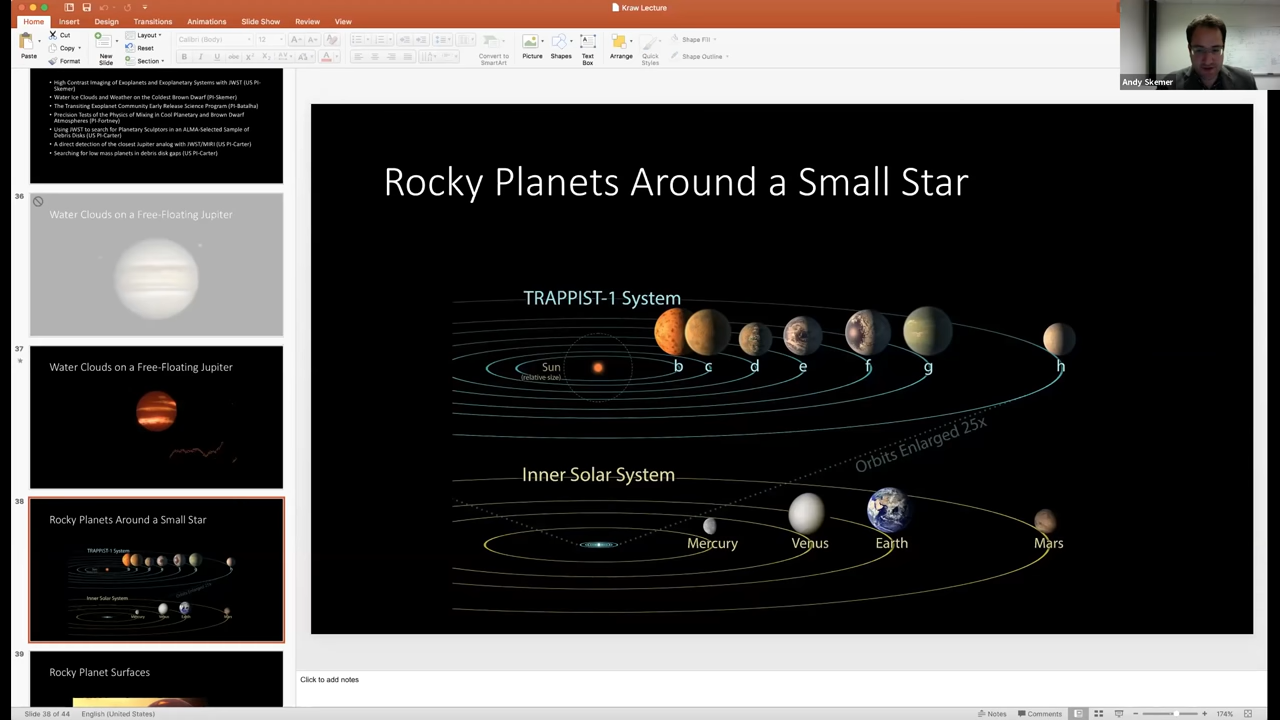 Kraw Lecture
Home Insert Design Transitions Animations Slide Show Review View
Paste
Cut
Copy
Format
New
Slide
Layout
Reset
Section
Calibri (Body) 12
Convert to
SmartArt
Picture
Shapes
Text
Box
Arrange
Quick
Styles
Shape Fill
Shape Outline
Andy Skemer
• High Contrast Imaging of Exoplanets and Exoplanetary Systems with JWST (US PI-
Skemer)
• Water Ice Clouds and Weather on the Coldest Brown Dwarf (PI-Skemer)
• The Transiting Exoplanet Community Early Release Science Program (PI-Batalha)
• Precision Tests of the Physics of Mixing in Cool Planetary and Brown Dwarf
Atmospheres (PI-Fortney)
• Using JWST to search for Planetary Sculptors in an ALMA-Selected Sample of
Debris Disks (US PI-Carter)
• A direct detection of the closest Jupiter analog with JWST/MIRI (US PI-Carter)
• Searching for low mass planets in debris disk gaps (US PI-Carter)
36
Water Clouds on a Free-Floating Jupiter
37
Water Clouds on a Free-Floating Jupiter
38
Rocky Planets Around a Small Star
TRAPPIST-1 System
Inner Solar System
Mercury Venus Earth Mars
39
Rocky Planet Surfaces
Rocky Planets Around a Small Star
TRAPPIST-1 System
Sun
(relative size)
b c d e f g h
Orbits Enlarged 25x
Inner Solar System
Mercury Venus Earth Mars
Click to add notes
Slide 38 of 44 English (United States)
Notes Comments 174%